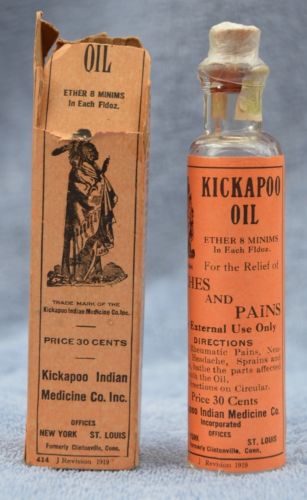 OIL
ETHER 8 MINIMS
In Each Fldoz.
TRADE MARK OF THE
Kickapoo Indian Medicine Co. Inc.
PRICE 30 CENTS
Kickapoo Indian
Medicine Co. Inc.
OFFICES
NEW YORK ST. LOUIS
Formerly Clintonville, Conn.
414 J Revision 1919
KICKAPOO
OIL
ETHER 8 MINIMS
In Each Fldoz.
For the Relief of
HES
AND
PAINS
External Use Only
DIRECTIONS
Rheumatic Pains, Neu-
Headache, Sprains and
bathe the parts affected
with the Oil.
Directions on Circular.
Price 30 Cents
poo Indian Medicine Co.
Incorporated
OFFICES
YORK ST. LOUIS
Formerly Clintonville, Conn.
J Revision 1919